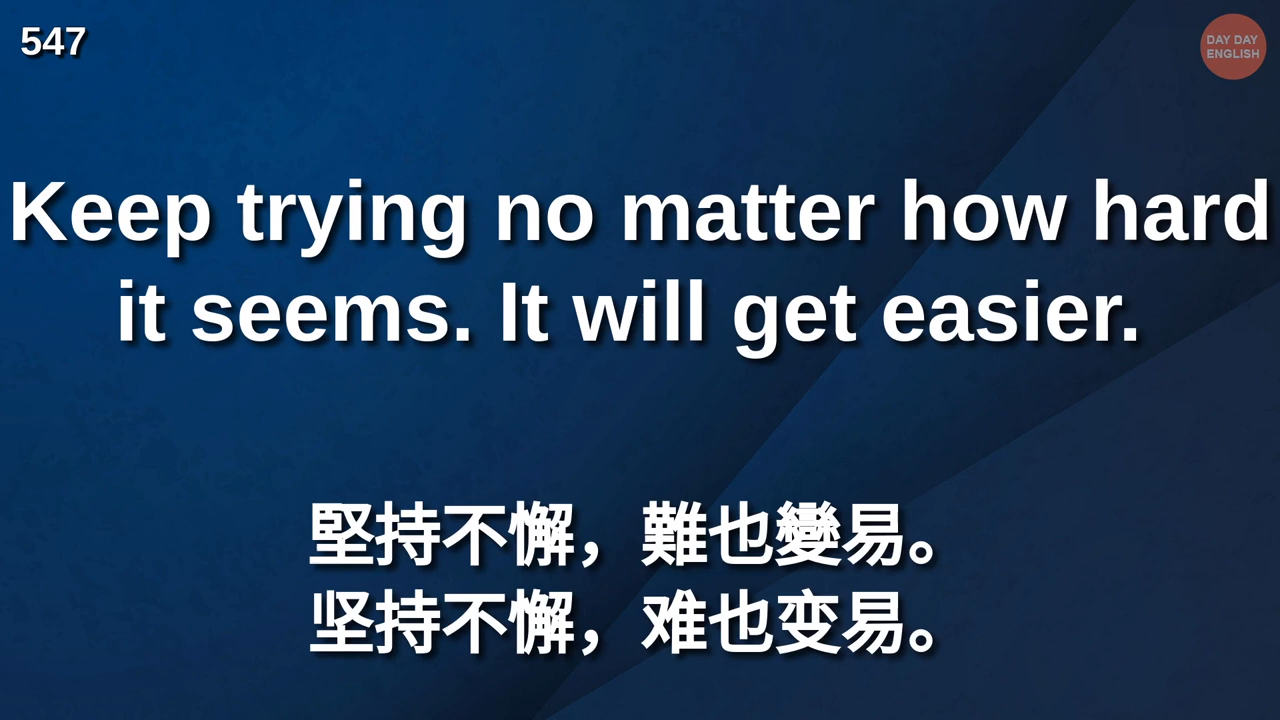 547
DAY DAY
ENGLISH
Keep trying no matter how hard
it seems. It will get easier.
堅持不懈，難也變易。
坚持不懈，难也变易。